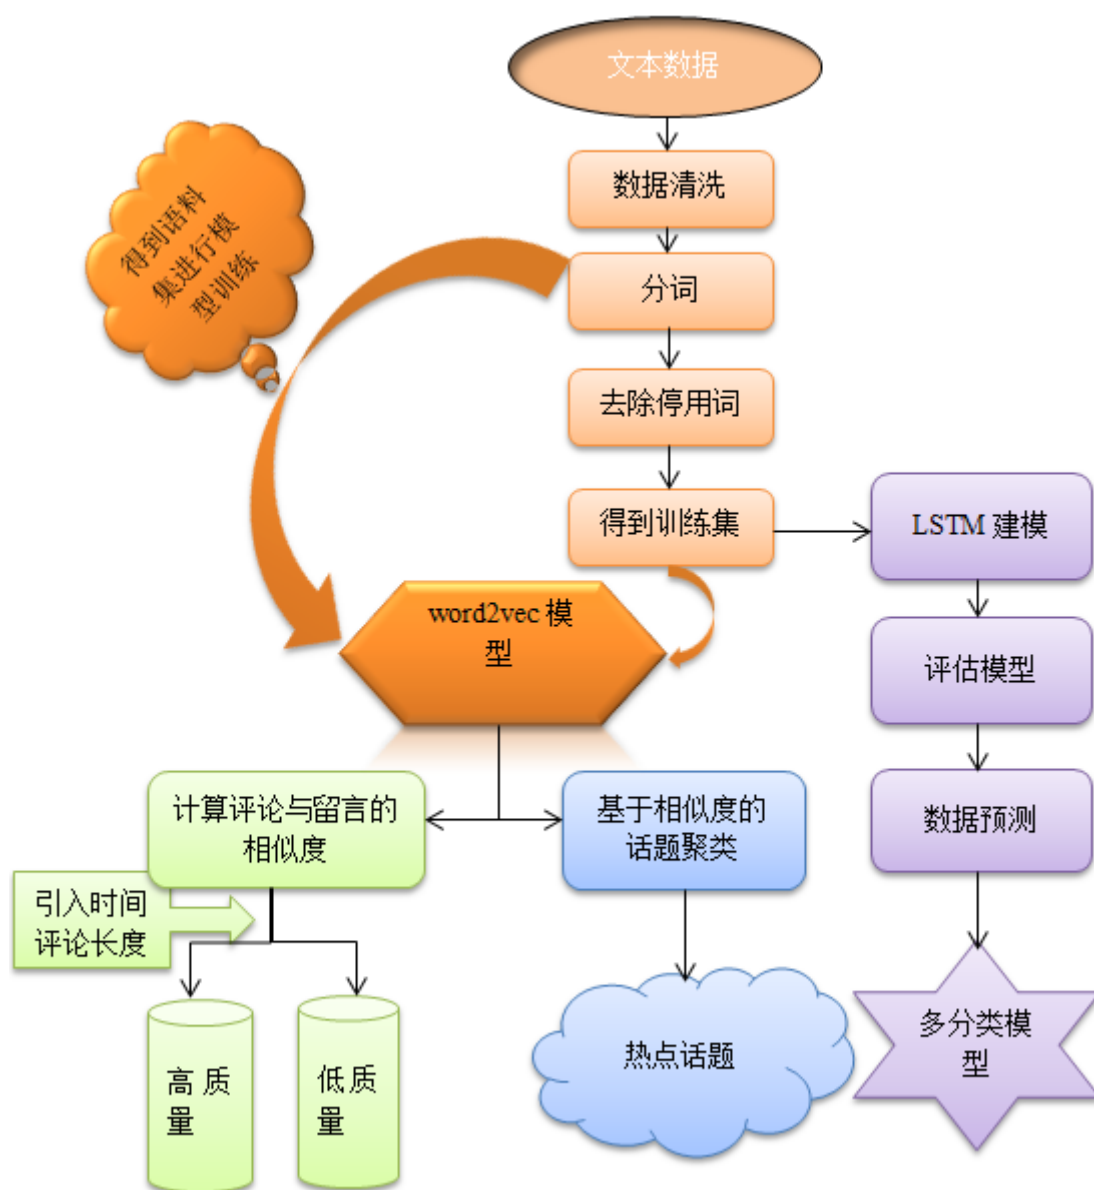 文本数据
数据清洗
得到语料
集进行模
型训练
分词
去除停用词
得到训练集
LSTM 建模
word2vec 模
型
评估模型
计算评论与留言的
相似度
基于相似度的
话题聚类
数据预测
引入时间
评论长度
多分类模
型
热点话题
高 质
量
低 质
量